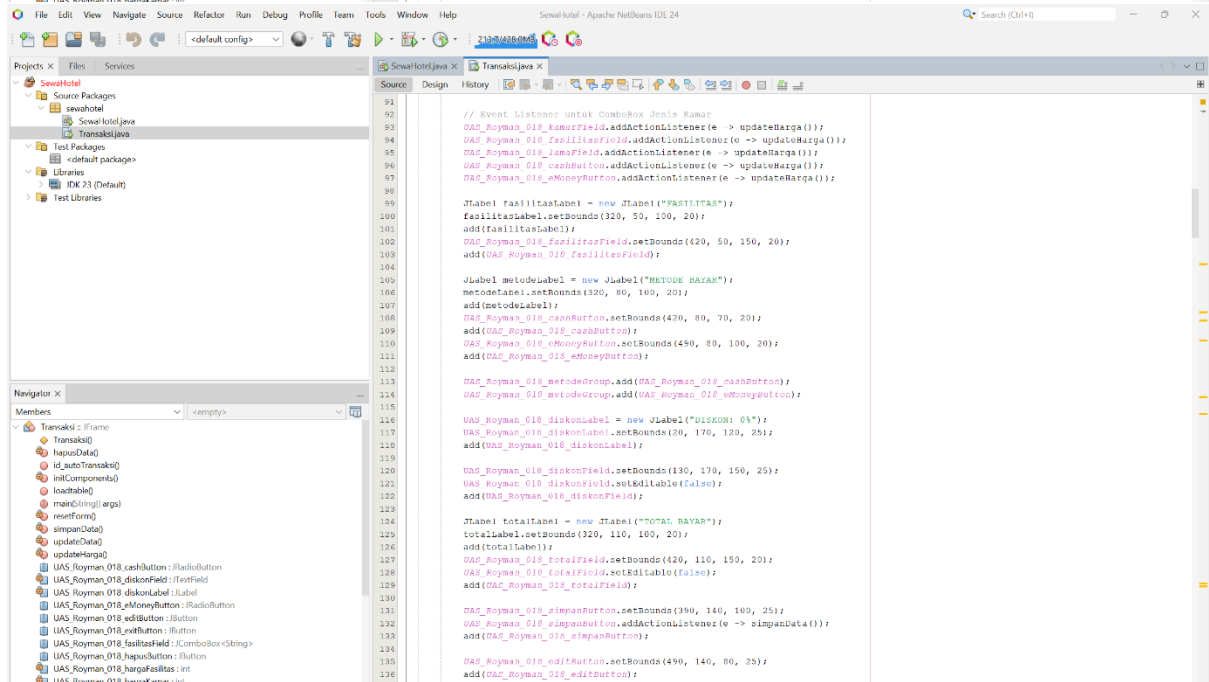 File Edit View Navigate Source Refactor Run Debug Profile Team Tools Window Help SewaHotel - Apache NetBeans IDE 24 Search (Ctrl+I)
<default config> 213,7/428,0MB
Projects Files Services
SewaHotel
Source Packages
sewahotel
SewaHotel.java
Transaksi.java
Test Packages
<default package>
Libraries
JDK 23 (Default)
Test Libraries
Navigator
Members <empty>
Transaksi :: JFrame
Transaksi()
hapusData()
id_autoTransaksi()
initComponents()
loadtable()
main(String[] args)
resetForm()
simpanData()
updateData()
updateHarga()
UAS_Royman_018_cashButton : JRadioButton
UAS_Royman_018_diskonField : JTextField
UAS_Royman_018_diskonLabel : JLabel
UAS_Royman_018_eMoneyButton : JRadioButton
UAS_Royman_018_editButton : JButton
UAS_Royman_018_exitButton : JButton
UAS_Royman_018_fasilitasField : JComboBox<String>
UAS_Royman_018_hapusButton : JButton
UAS_Royman_018_hargaFasilitas : int
UAS_Royman_018_hargaKamar : int
SewaHotel.java Transaksi.java
Source Design History
91
92 // Event Listener untuk ComboBox Jenis Kamar
93 UAS_Royman_018_kamarField.addActionListener(e -> updateHarga());
94 UAS_Royman_018_fasilitasField.addActionListener(e -> updateHarga());
95 UAS_Royman_018_lamaField.addActionListener(e -> updateHarga());
96 UAS_Royman_018_cashButton.addActionListener(e -> updateHarga());
97 UAS_Royman_018_eMoneyButton.addActionListener(e -> updateHarga());
98
99 JLabel fasilitasLabel = new JLabel("FASILITAS");
100 fasilitasLabel.setBounds(320, 50, 100, 20);
101 add(fasilitasLabel);
102 UAS_Royman_018_fasilitasField.setBounds(420, 50, 150, 20);
103 add(UAS_Royman_018_fasilitasField);
104
105 JLabel metodeLabel = new JLabel("METODE BAYAR");
106 metodeLabel.setBounds(320, 80, 100, 20);
107 add(metodeLabel);
108 UAS_Royman_018_cashButton.setBounds(420, 80, 70, 20);
109 add(UAS_Royman_018_cashButton);
110 UAS_Royman_018_eMoneyButton.setBounds(490, 80, 100, 20);
111 add(UAS_Royman_018_eMoneyButton);
112
113 UAS_Royman_018_metodeGroup.add(UAS_Royman_018_cashButton);
114 UAS_Royman_018_metodeGroup.add(UAS_Royman_018_eMoneyButton);
115
116 UAS_Royman_018_diskonLabel = new JLabel("DISKON: 0%");
117 UAS_Royman_018_diskonLabel.setBounds(20, 170, 120, 25);
118 add(UAS_Royman_018_diskonLabel);
119
120 UAS_Royman_018_diskonField.setBounds(130, 170, 150, 25);
121 UAS_Royman_018_diskonField.setEditable(false);
122 add(UAS_Royman_018_diskonField);
123
124 JLabel totalLabel = new JLabel("TOTAL BAYAR");
125 totalLabel.setBounds(320, 110, 100, 20);
126 add(totalLabel);
127 UAS_Royman_018_totalField.setBounds(420, 110, 150, 20);
128 UAS_Royman_018_totalField.setEditable(false);
129 add(UAS_Royman_018_totalField);
130
131 UAS_Royman_018_simpanButton.setBounds(390, 140, 100, 25);
132 UAS_Royman_018_simpanButton.addActionListener(e -> simpanData());
133 add(UAS_Royman_018_simpanButton);
134
135 UAS_Royman_018_editButton.setBounds(490, 140, 80, 25);
136 add(UAS_Royman_018_editButton);